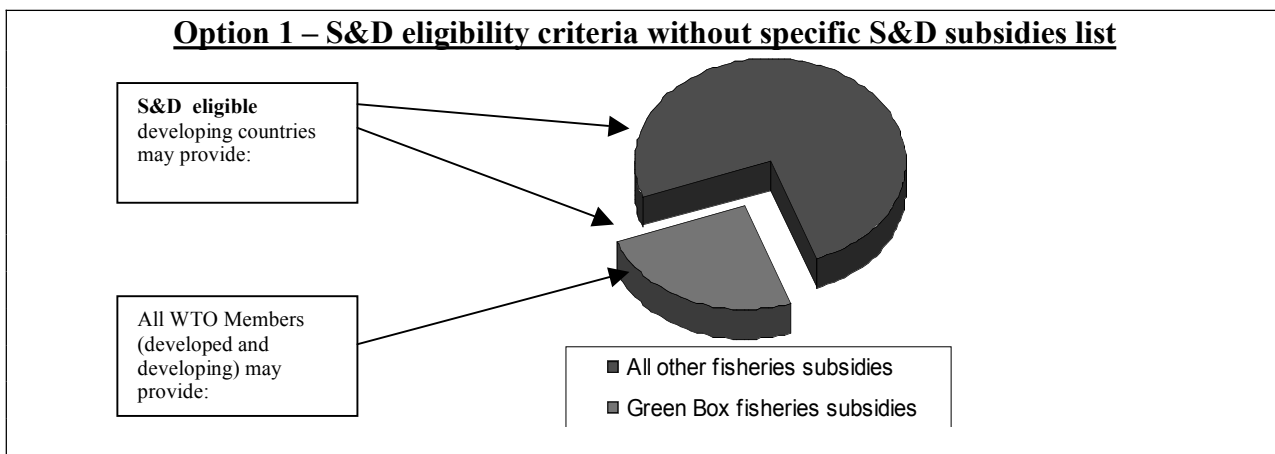 Option 1 – S&D eligibility criteria without specific S&D subsidies list
S&D eligible
developing countries
may provide:
All WTO Members
(developed and
developing) may
provide:
All other fisheries subsidies
Green Box fisheries subsidies